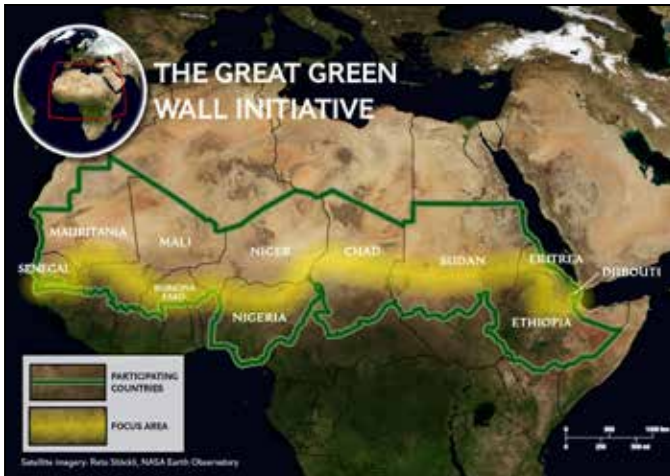 THE GREAT GREEN
WALL INITIATIVE
MAURITANIA
MALI
NIGER
CHAD
SUDAN
ERITREA
DJIBOUTI
SENEGAL
BURKINA
FASO
NIGERIA
ETHIOPIA
PARTICIPATING
COUNTRIES
FOCUS AREA
Satellite imagery: Reto Stöckli, NASA Earth Observatory